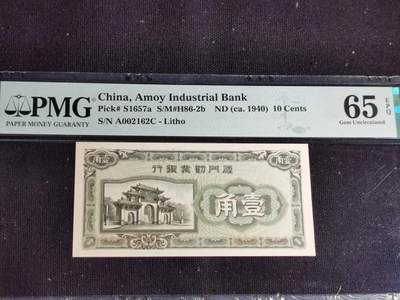 PMG
PAPER MONEY GUARANTY
China, Amoy Industrial Bank
Pick# S1657a S/M#H86-2b ND (ca. 1940) 10 Cents
S/N A002162C - Litho
65 EPQ
Gem Uncirculated
行銀業勸門廈
角壹